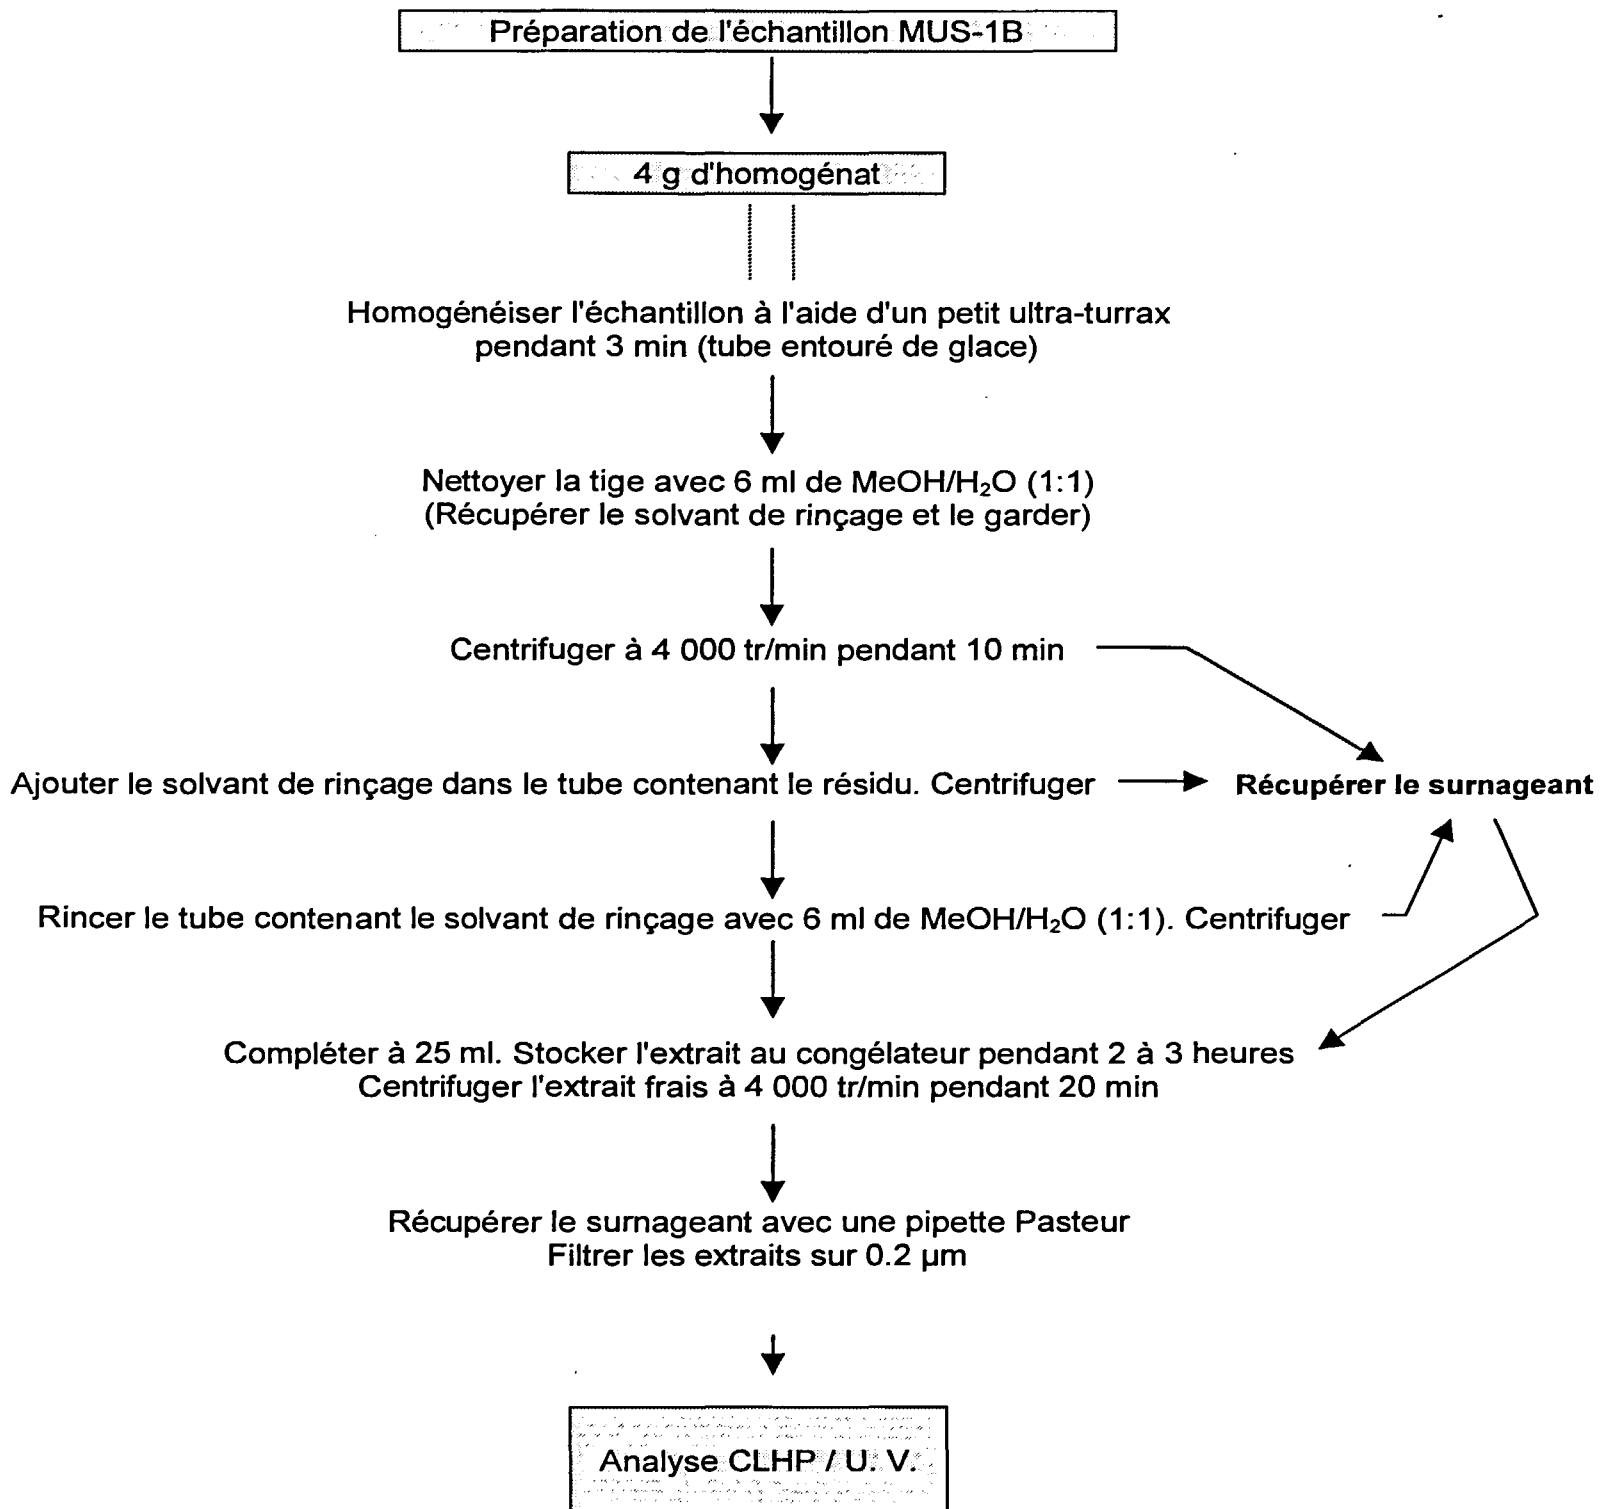 Préparation de l'échantillon MUS-1B
4 g d'homogénat
Homogénéiser l'échantillon à l'aide d'un petit ultra-turrax
pendant 3 min (tube entouré de glace)
Nettoyer la tige avec 6 ml de MeOH/H₂O (1:1)
(Récupérer le solvant de rinçage et le garder)
Centrifuger à 4 000 tr/min pendant 10 min
Ajouter le solvant de rinçage dans le tube contenant le résidu. Centrifuger
Récupérer le surnageant
Rincer le tube contenant le solvant de rinçage avec 6 ml de MeOH/H₂O (1:1). Centrifuger
Compléter à 25 ml. Stocker l'extrait au congélateur pendant 2 à 3 heures
Centrifuger l'extrait frais à 4 000 tr/min pendant 20 min
Récupérer le surnageant avec une pipette Pasteur
Filtrer les extraits sur 0.2 µm
Analyse CLHP / U. V.